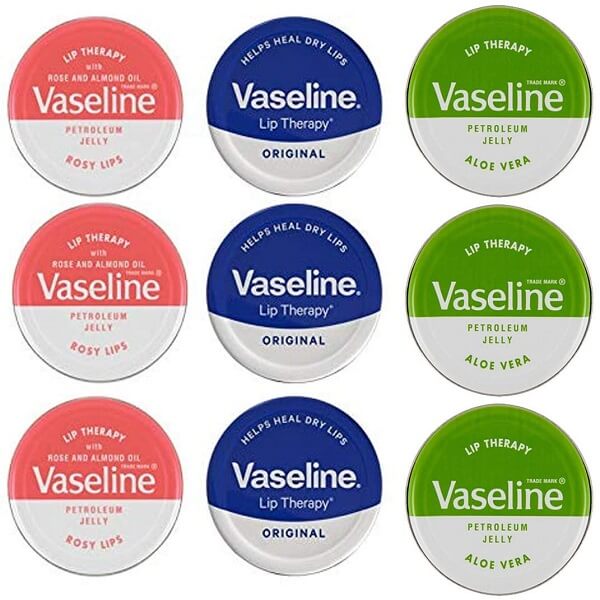 LIP THERAPY
with
ROSE AND ALMOND OIL
TRADE MARK ®
Vaseline
PETROLEUM
JELLY
ROSY LIPS
HELPS HEAL DRY LIPS
Vaseline.
Lip Therapy®
ORIGINAL
LIP THERAPY
TRADE MARK ®
Vaseline
PETROLEUM
JELLY
ALOE VERA
LIP THERAPY
with
ROSE AND ALMOND OIL
TRADE MARK ®
Vaseline
PETROLEUM
JELLY
ROSY LIPS
HELPS HEAL DRY LIPS
Vaseline.
Lip Therapy®
ORIGINAL
LIP THERAPY
TRADE MARK ®
Vaseline
PETROLEUM
JELLY
ALOE VERA
LIP THERAPY
with
ROSE AND ALMOND OIL
TRADE MARK ®
Vaseline
PETROLEUM
JELLY
ROSY LIPS
HELPS HEAL DRY LIPS
Vaseline.
Lip Therapy®
ORIGINAL
LIP THERAPY
TRADE MARK ®
Vaseline
PETROLEUM
JELLY
ALOE VERA